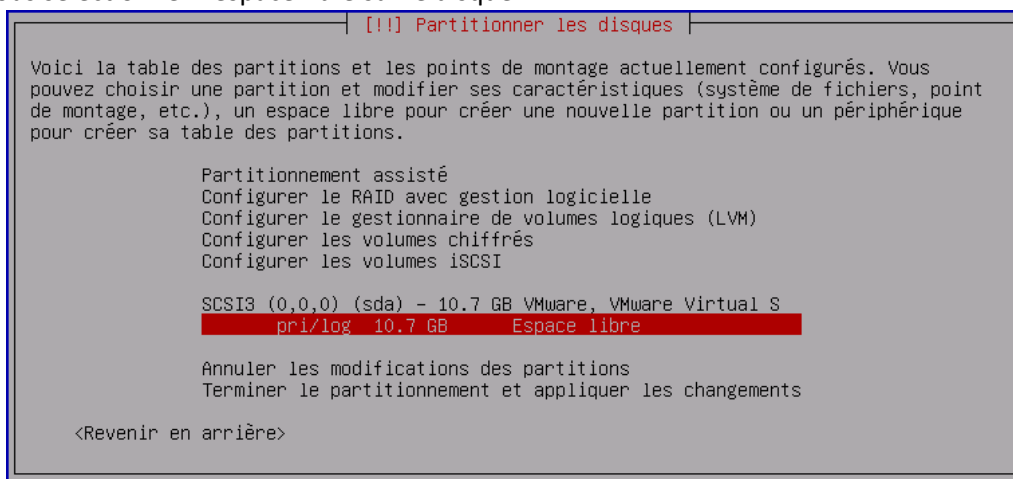 [!!] Partitionner les disques
Voici la table des partitions et les points de montage actuellement configurés. Vous
pouvez choisir une partition et modifier ses caractéristiques (système de fichiers, point
de montage, etc.), un espace libre pour créer une nouvelle partition ou un périphérique
pour créer sa table des partitions.
Partitionnement assisté
Configurer le RAID avec gestion logicielle
Configurer le gestionnaire de volumes logiques (LVM)
Configurer les volumes chiffrés
Configurer les volumes iSCSI
SCSI3 (0,0,0) (sda) - 10.7 GB VMware, VMware Virtual S
pri/log 10.7 GB Espace libre
Annuler les modifications des partitions
Terminer le partitionnement et appliquer les changements
<Revenir en arrière>